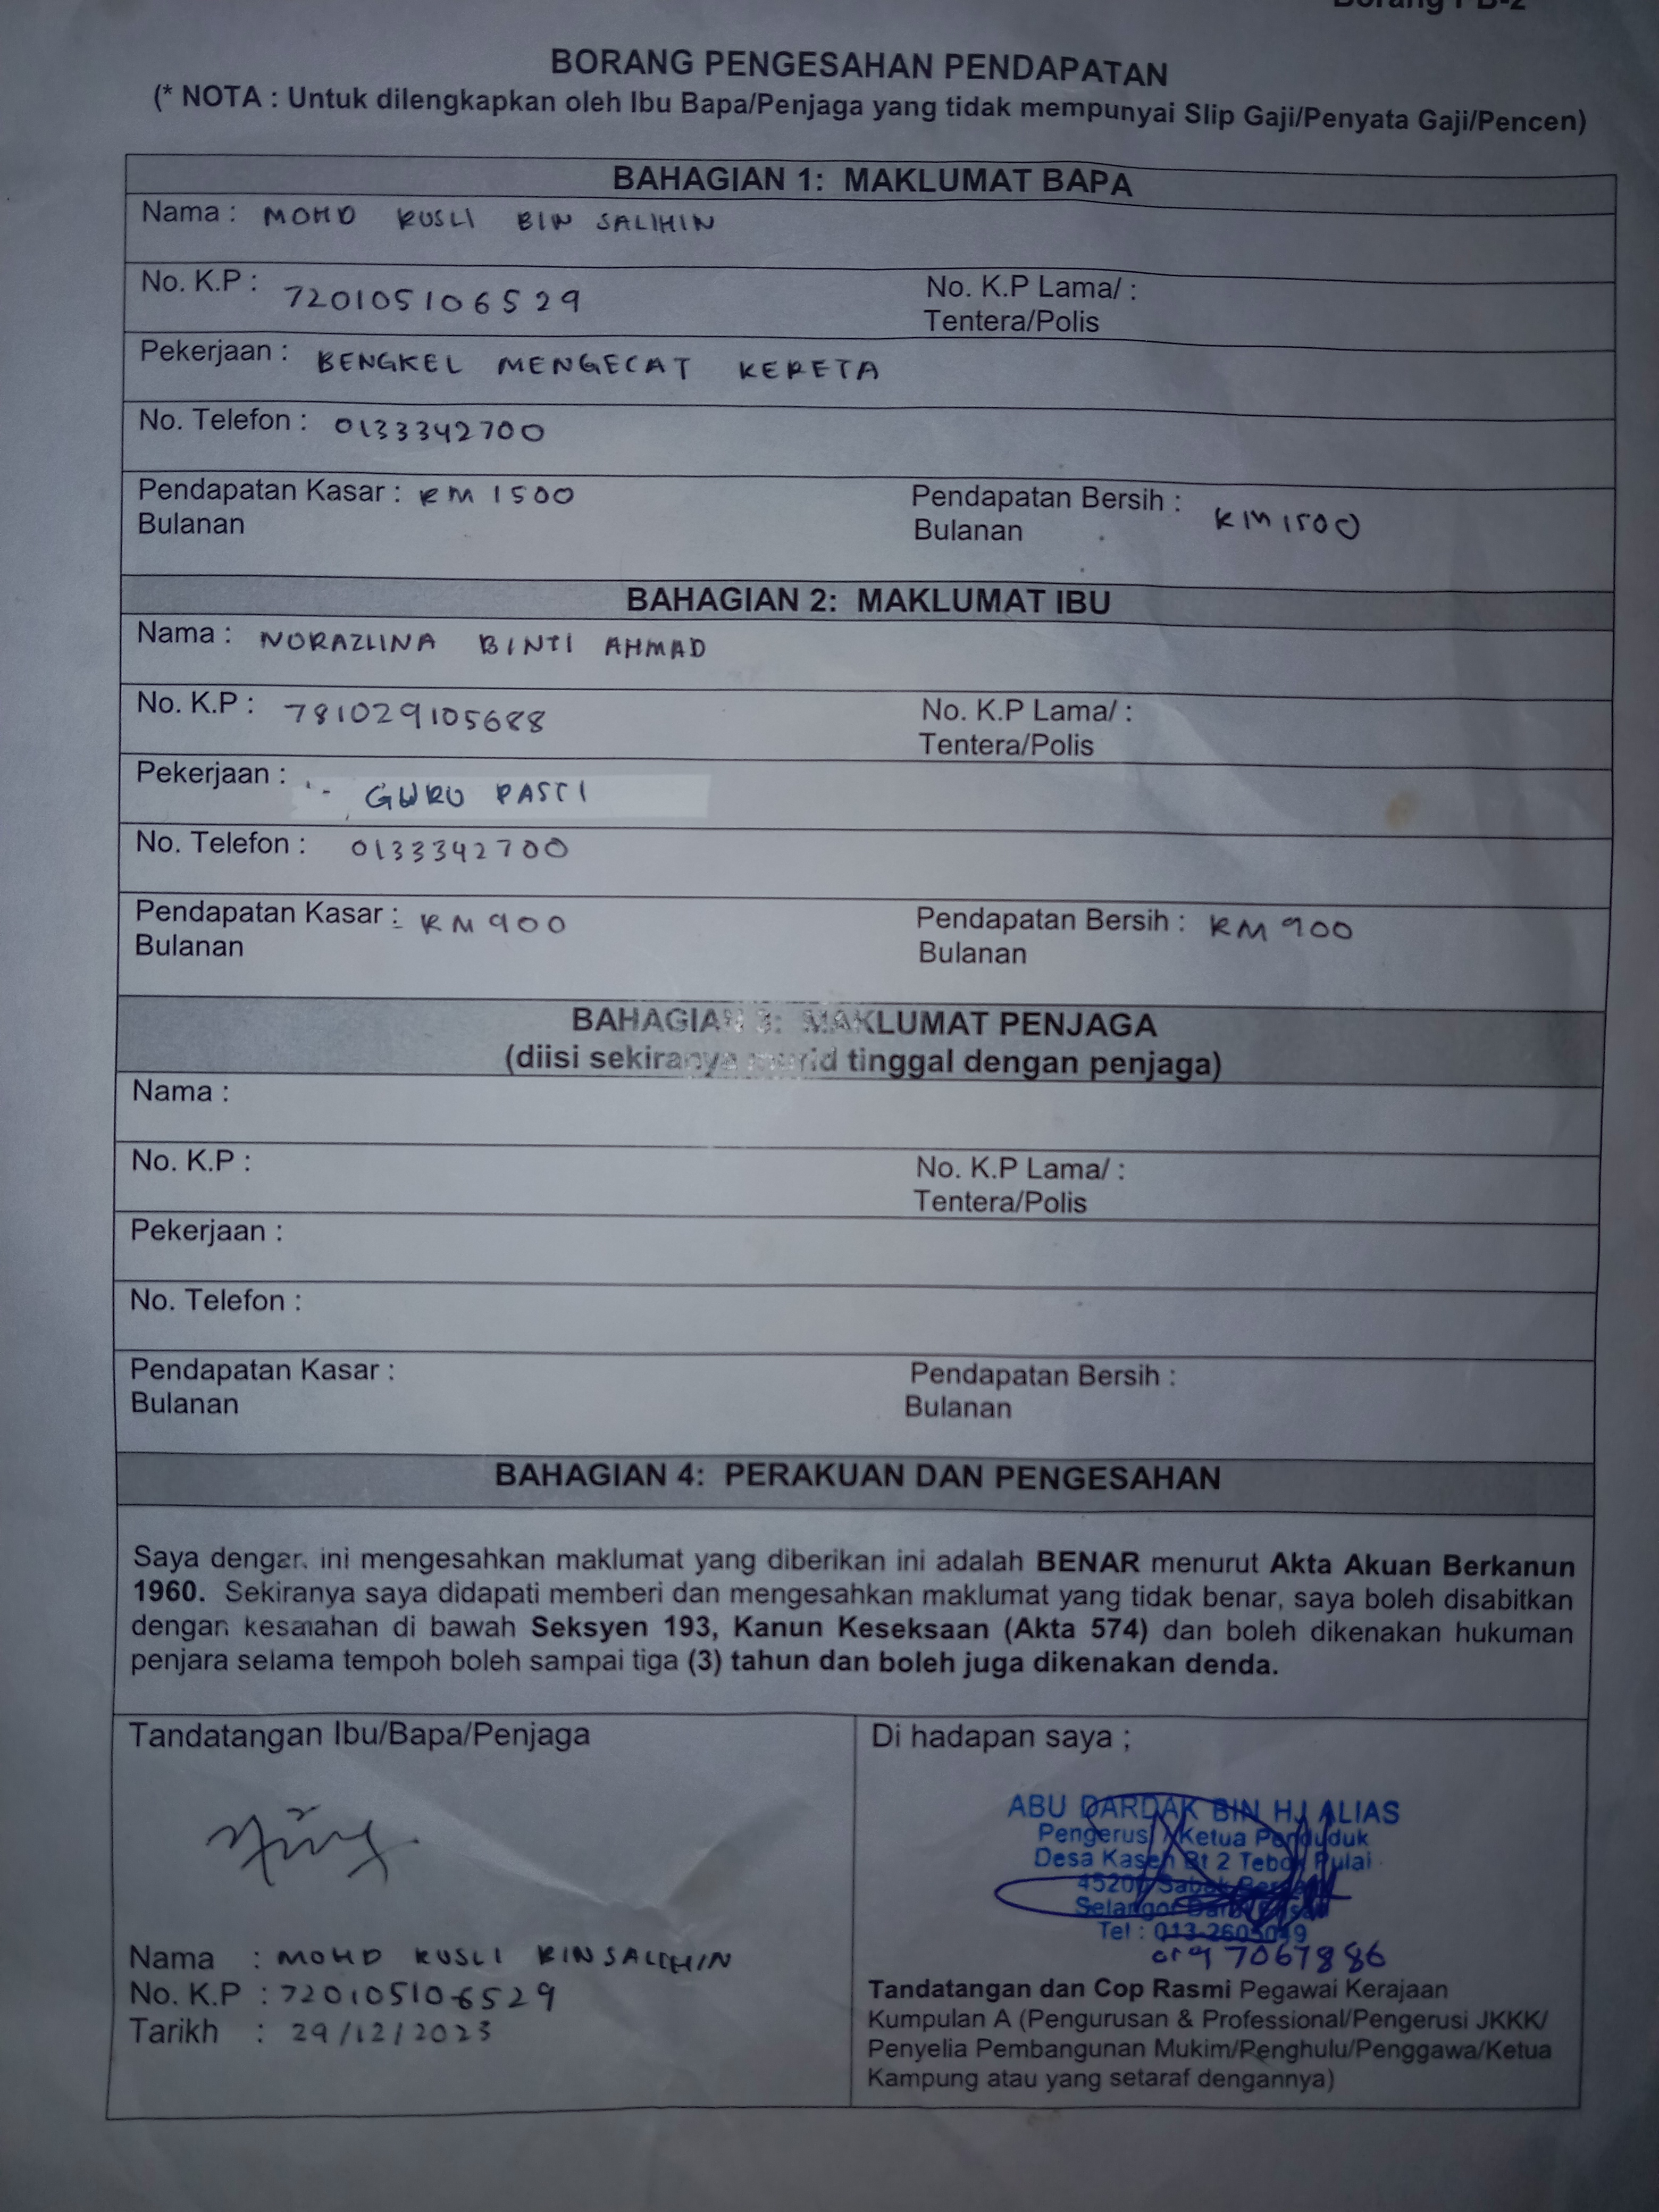 BORANG PENGESAHAN PENDAPATAN
(* NOTA : Untuk dilengkapkan oleh Ibu Bapa/Penjaga yang tidak mempunyai Slip Gaji/Penyata Gaji/Pencen)
BAHAGIAN 1: MAKLUMAT BAPA
Nama : MOHD RUSLI BIN SALIHIN
No. K.P : 720105106529 No. K.P Lama/ :
Tentera/Polis
Pekerjaan : BENGKEL MENGECAT KERETA
No. Telefon : 0133342700
Pendapatan Kasar : RM 1500 Pendapatan Bersih : RM 1500
Bulanan Bulanan
BAHAGIAN 2: MAKLUMAT IBU
Nama : NORAZLINA BINTI AHMAD
No. K.P : 781029105688 No. K.P Lama/ :
Tentera/Polis
Pekerjaan : GURU PASTI
No. Telefon : 0133342700
Pendapatan Kasar : RM 900 Pendapatan Bersih : RM 900
Bulanan Bulanan
BAHAGIAN 3: MAKLUMAT PENJAGA
(diisi sekiranya murid tinggal dengan penjaga)
Nama :
No. K.P : No. K.P Lama/ :
Tentera/Polis
Pekerjaan :
No. Telefon :
Pendapatan Kasar : Pendapatan Bersih :
Bulanan Bulanan
BAHAGIAN 4: PERAKUAN DAN PENGESAHAN
Saya dengan ini mengesahkan maklumat yang diberikan ini adalah BENAR menurut Akta Akuan Berkanun
1960. Sekiranya saya didapati memberi dan mengesahkan maklumat yang tidak benar, saya boleh disabitkan
dengan kesalahan di bawah Seksyen 193, Kanun Keseksaan (Akta 574) dan boleh dikenakan hukuman
penjara selama tempoh boleh sampai tiga (3) tahun dan boleh juga dikenakan denda.
Tandatangan Ibu/Bapa/Penjaga
Nama : MOHD RUSLI BIN SALIHIN
No. K.P : 720105106529
Tarikh : 29/12/2023
Di hadapan saya ;
ABU DARDAK BIN HJ ALIAS
Pengerusi / Ketua Penduduk
Desa Kaseh Bt 2 Tebok Pulai
45200 Sabak Bernam
Selangor Darul Ehsan
Tel : 013-2605049
0197067886
Tandatangan dan Cop Rasmi Pegawai Kerajaan
Kumpulan A (Pengurusan & Professional/Pengerusi JKKK/
Penyelia Pembangunan Mukim/Penghulu/Penggawa/Ketua
Kampung atau yang setaraf dengannya)